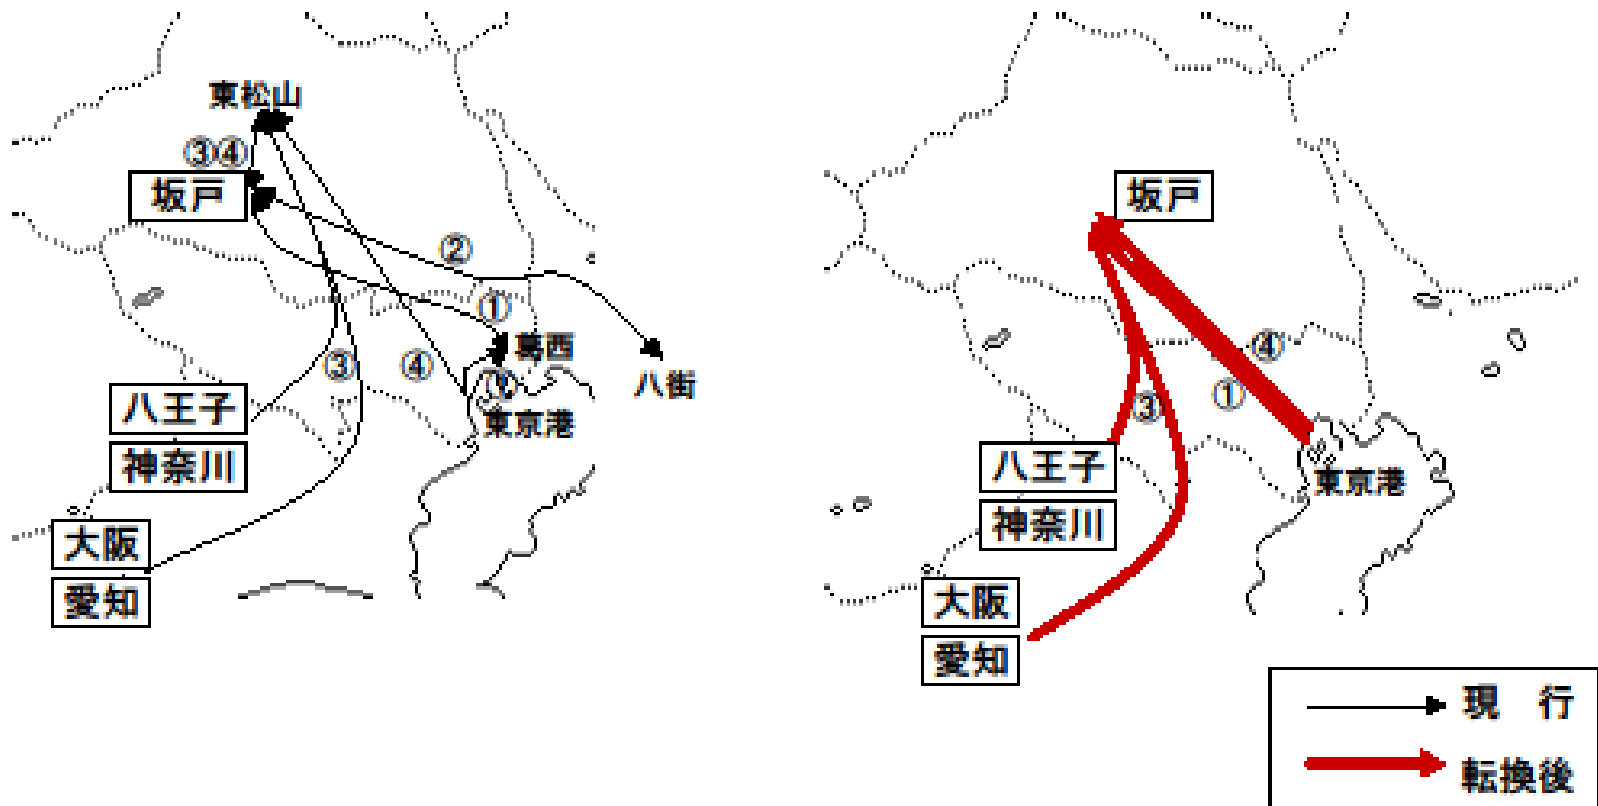 東松山
③④
坂戸
②
①
葛西
③
④
八街
八王子
東京港
神奈川
大阪
愛知
坂戸
④
①
③
八王子
東京港
神奈川
大阪
愛知
現 行
転換後